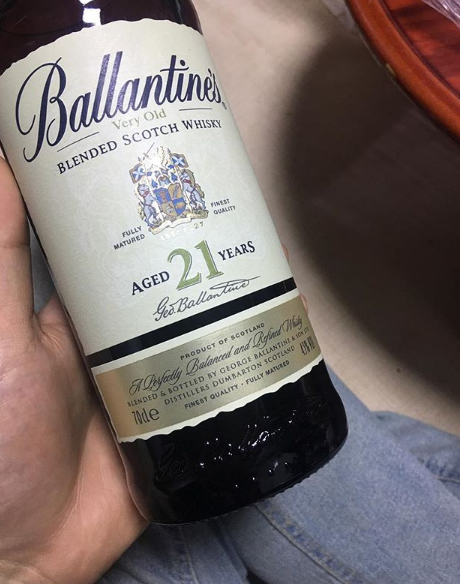 Ballantine's
Very Old
BLENDED SCOTCH WHISKY
FULLY MATURED
FINEST QUALITY
AGED 21 YEARS
Geo. Ballantine
PRODUCT OF SCOTLAND
A Perfectly Balanced and Refined Whisky
BLENDED & BOTTLED BY GEORGE BALLANTINE & SON LTD
DISTILLERS DUMBARTON SCOTLAND
70cl e
FINEST QUALITY · FULLY MATURED